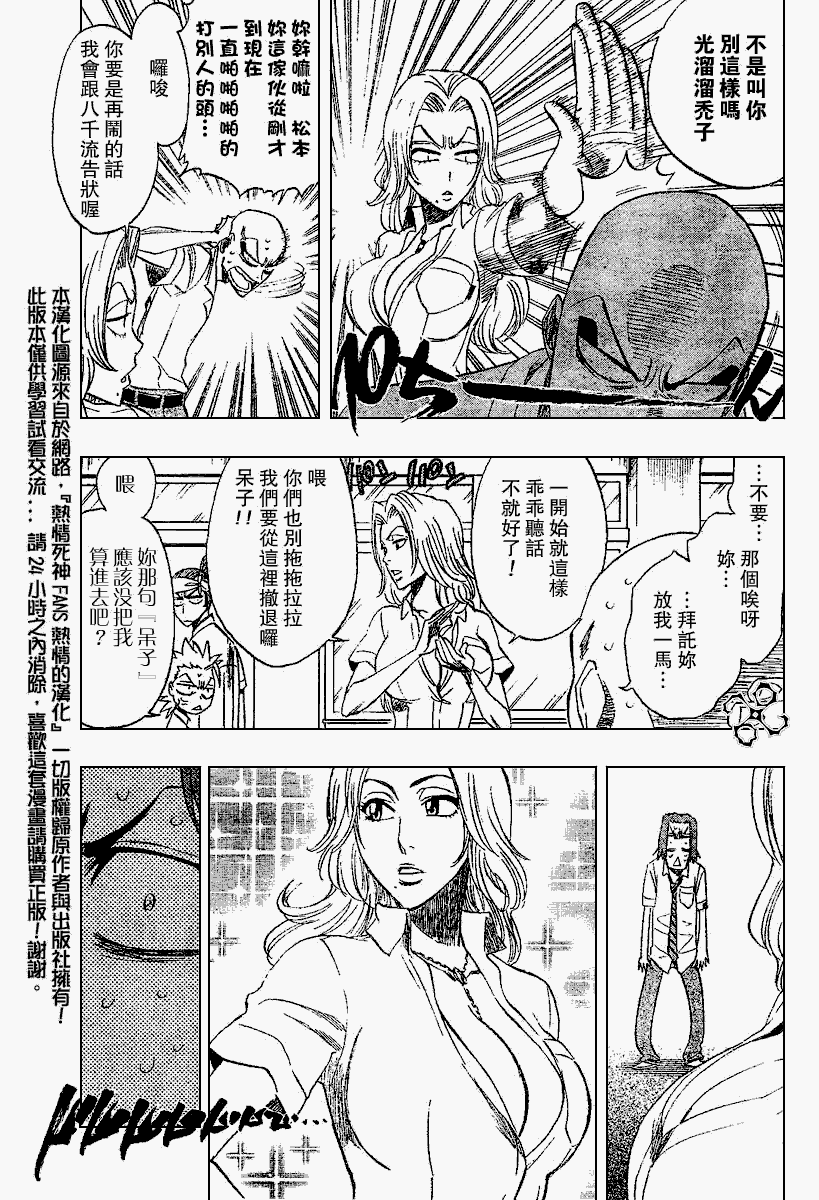 不是叫你
別這樣嗎
光溜溜禿子
妳幹嘛啦 松本
妳這傢伙從剛才
到現在
一直啪啪啪啪的
打別人的頭…
囉唆
你要是再鬧的話
我會跟八千流告狀喔
…不要… 那個唉呀
妳…
…拜託妳
放我一馬…
一開始就這樣
乖乖聽話
不就好了！
喂
你們也別拖拖拉拉
我們要從這裡撤退囉
呆子!!
喂
妳那句『呆子』
應該没把我
算進去吧？
本漢化圖源來自於網路，『熱情死神 FANS 熱情的漢化』一切版權歸原作者與出版社擁有！
此版本僅供學習試看交流… 請 24 小時之內消除，喜歡這套漫畫請購買正版！謝謝。